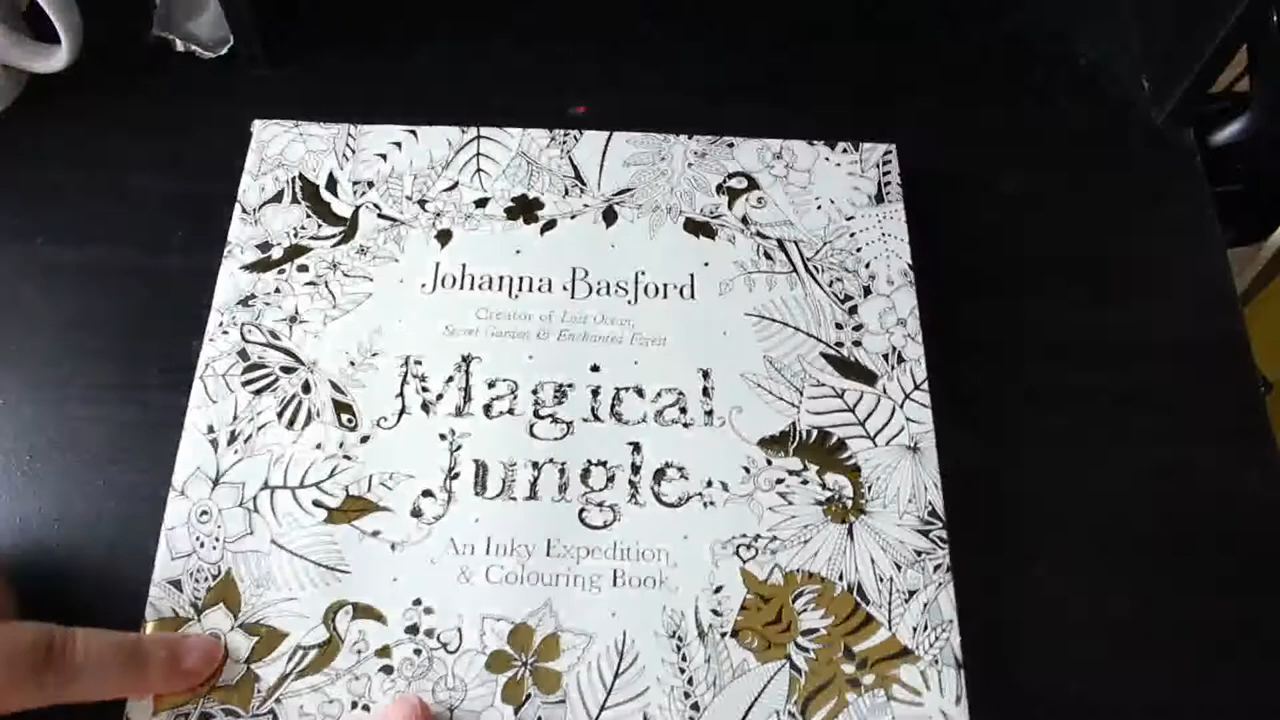 Johanna Basford
Creator of Lost Ocean,
Secret Garden & Enchanted Forest
Magical
Jungle
An Inky Expedition
& Colouring Book